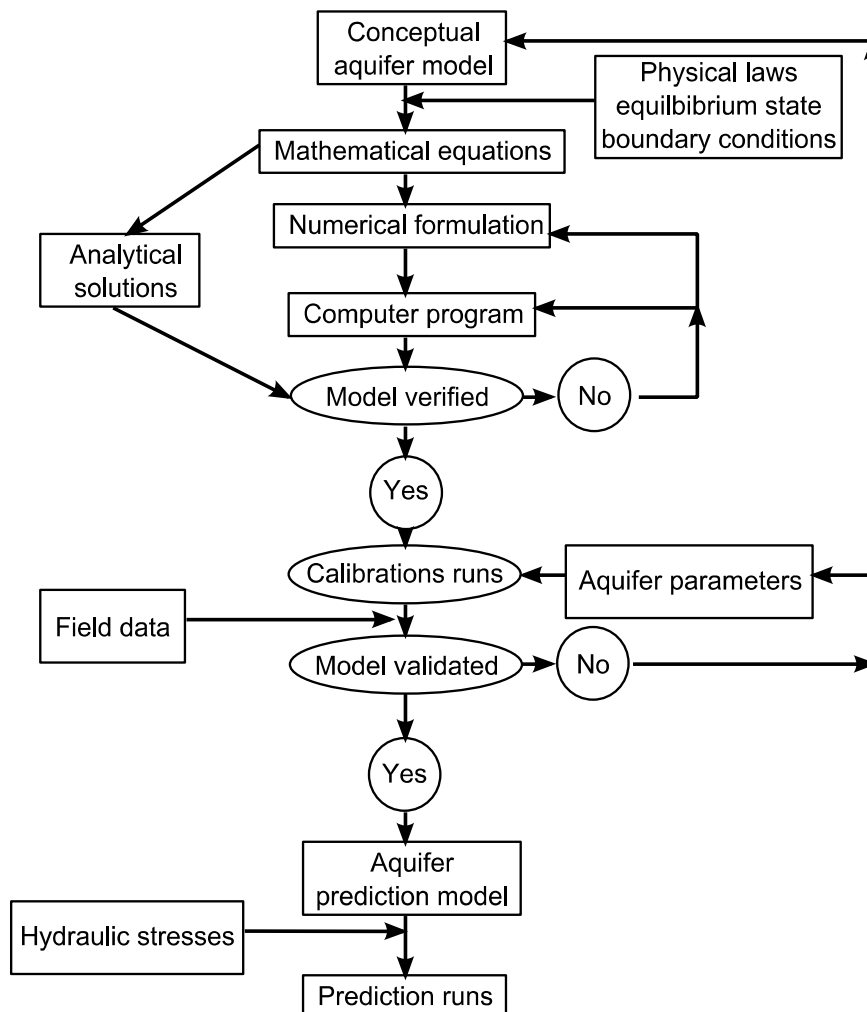 Conceptual
aquifer model
Physical laws
equilbibrium state
boundary conditions
Mathematical equations
Numerical formulation
Analytical
solutions
Computer program
Model verified
No
Yes
Calibrations runs
Aquifer parameters
Field data
Model validated
No
Yes
Aquifer
prediction model
Hydraulic stresses
Prediction runs